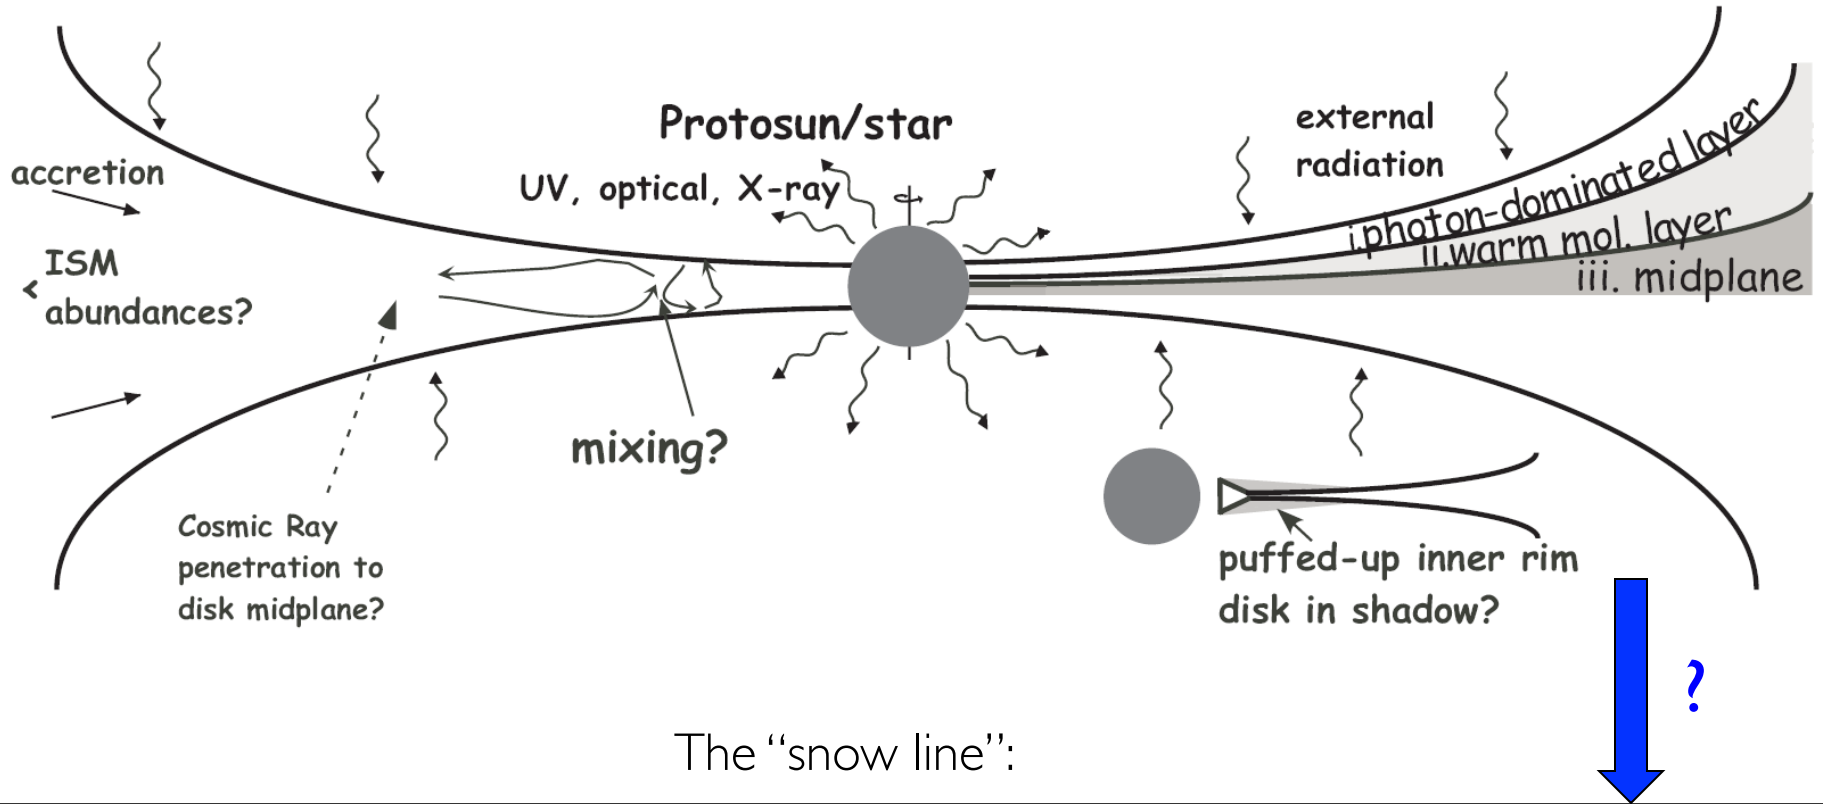 Protosun/star
UV, optical, X-ray
external
radiation
accretion
ISM
< abundances?
i.photon-dominated layer
ii.warm mol. layer
iii. midplane
mixing?
Cosmic Ray
penetration to
disk midplane?
puffed-up inner rim
disk in shadow?
?
The “snow line”: